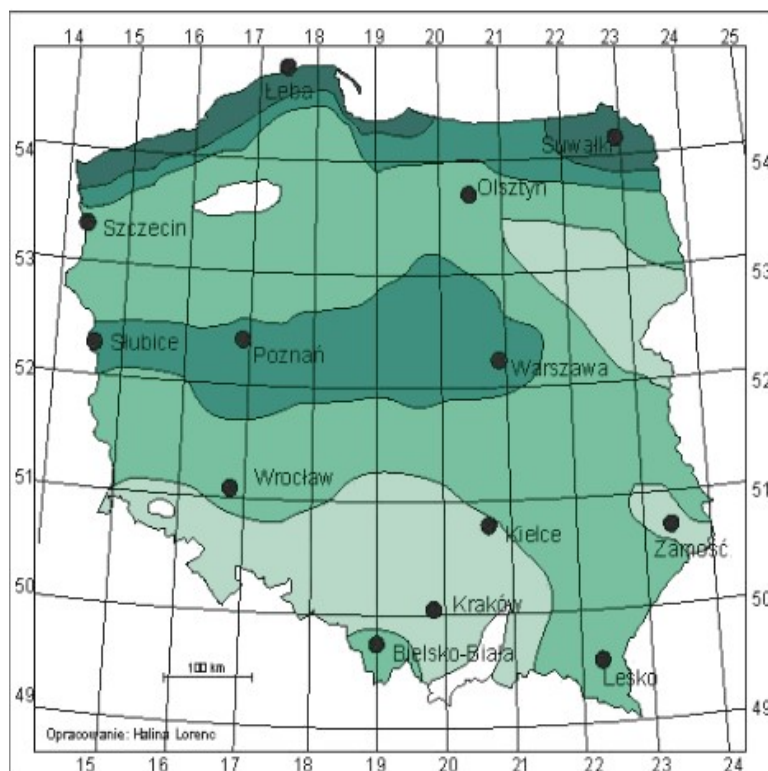 14 15 16 17 18 19 20 21 22 23 24 25
Łeba
54
Suwałki
54
Olsztyn
Szczecin
53
53
Słubice
Poznań
Warszawa
52
52
Wrocław
51
51
Kielce
Zamość
50
50
Kraków
Bielsko-Biała
Lesko
100 km
49
49
Opracowanie: Halina Lorenc
15 16 17 18 19 20 21 22 23 24